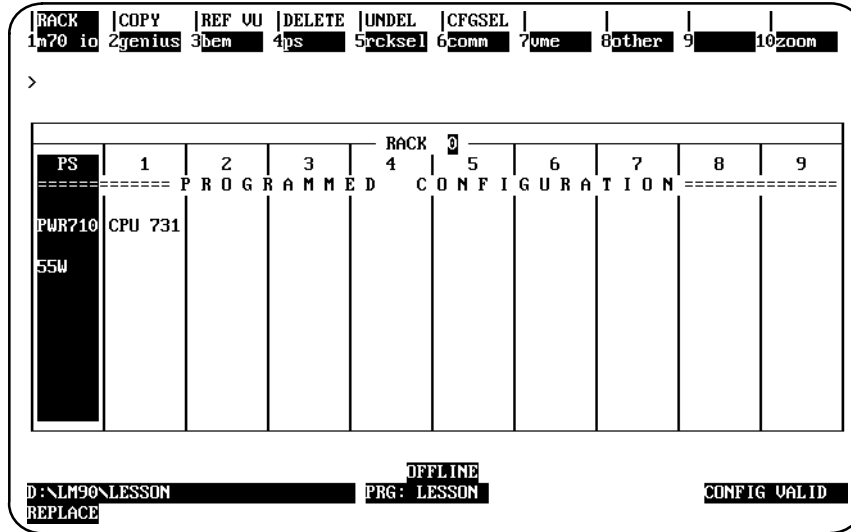 |RACK |COPY |REF VU |DELETE |UNDEL |CFGSEL | | | |
1m70 io 2genius 3bem 4ps 5rcksel 6comm 7vme 8other 9 10zoom
>
RACK 0
PS 1 2 3 4 5 6 7 8 9
============= P R O G R A M M E D C O N F I G U R A T I O N ===============
PWR710 CPU 731
55W
OFFLINE
D:\LM90\LESSON PRG: LESSON CONFIG VALID
REPLACE